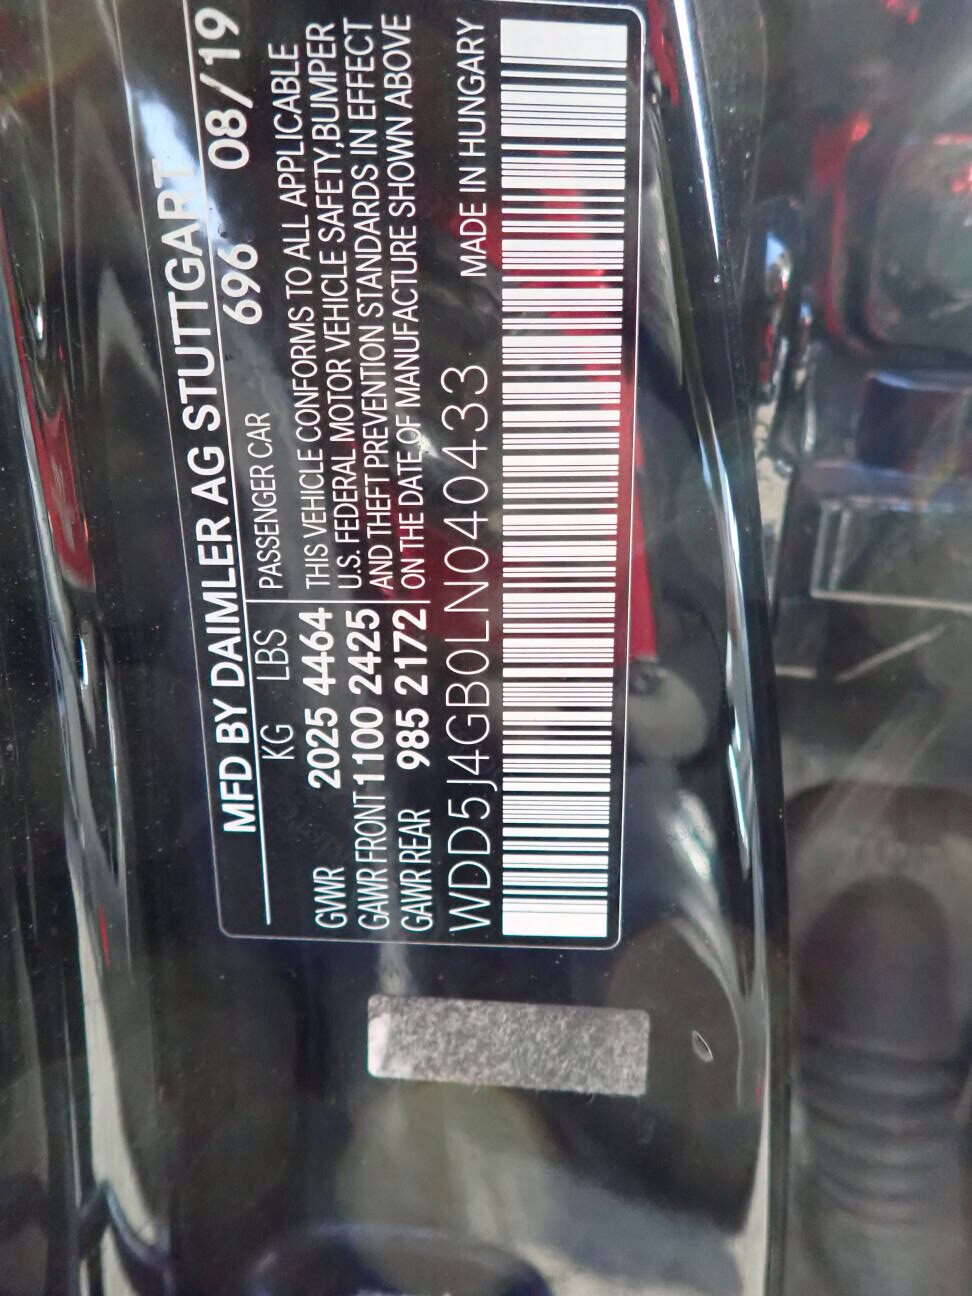 MFD BY DAIMLER AG STUTTGART
696 08/19
KG LBS PASSENGER CAR
GVWR 2025 4464 THIS VEHICLE CONFORMS TO ALL APPLICABLE
GAWR FRONT 1100 2425 U.S. FEDERAL MOTOR VEHICLE SAFETY,BUMPER
AND THEFT PREVENTION STANDARDS IN EFFECT
GAWR REAR 985 2172 ON THE DATE OF MANUFACTURE SHOWN ABOVE
WDD5J4GB0LN040433 MADE IN HUNGARY